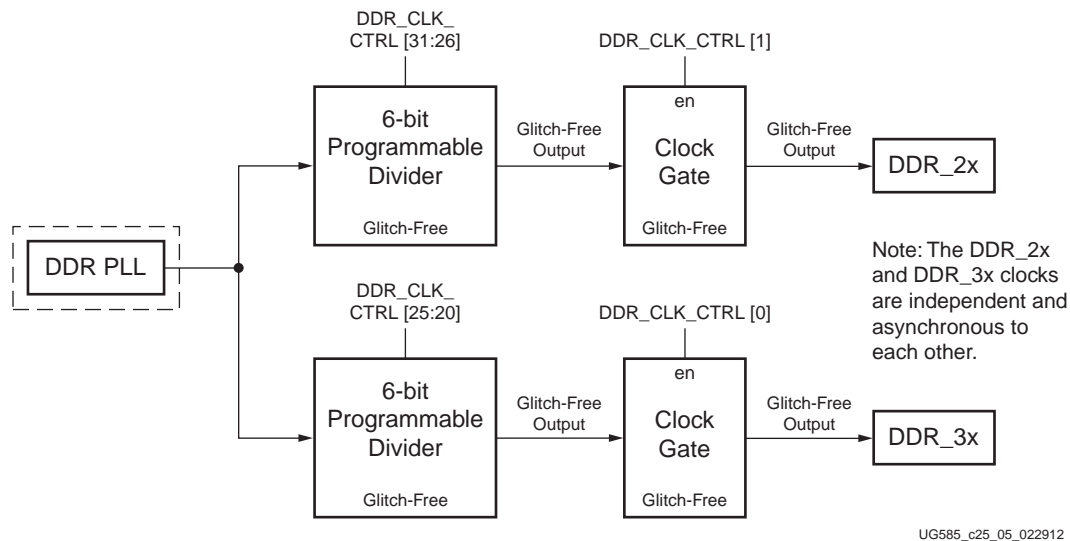 DDR_CLK_
CTRL [31:26]
DDR_CLK_CTRL [1]
6-bit
Programmable
Divider
Glitch-Free
Glitch-Free
Output
en
Clock
Gate
Glitch-Free
Glitch-Free
Output
DDR_2x
DDR PLL
Note: The DDR_2x
and DDR_3x clocks
are independent and
asynchronous to
each other.
DDR_CLK_
CTRL [25:20]
DDR_CLK_CTRL [0]
6-bit
Programmable
Divider
Glitch-Free
Glitch-Free
Output
en
Clock
Gate
Glitch-Free
Glitch-Free
Output
DDR_3x
UG585_c25_05_022912